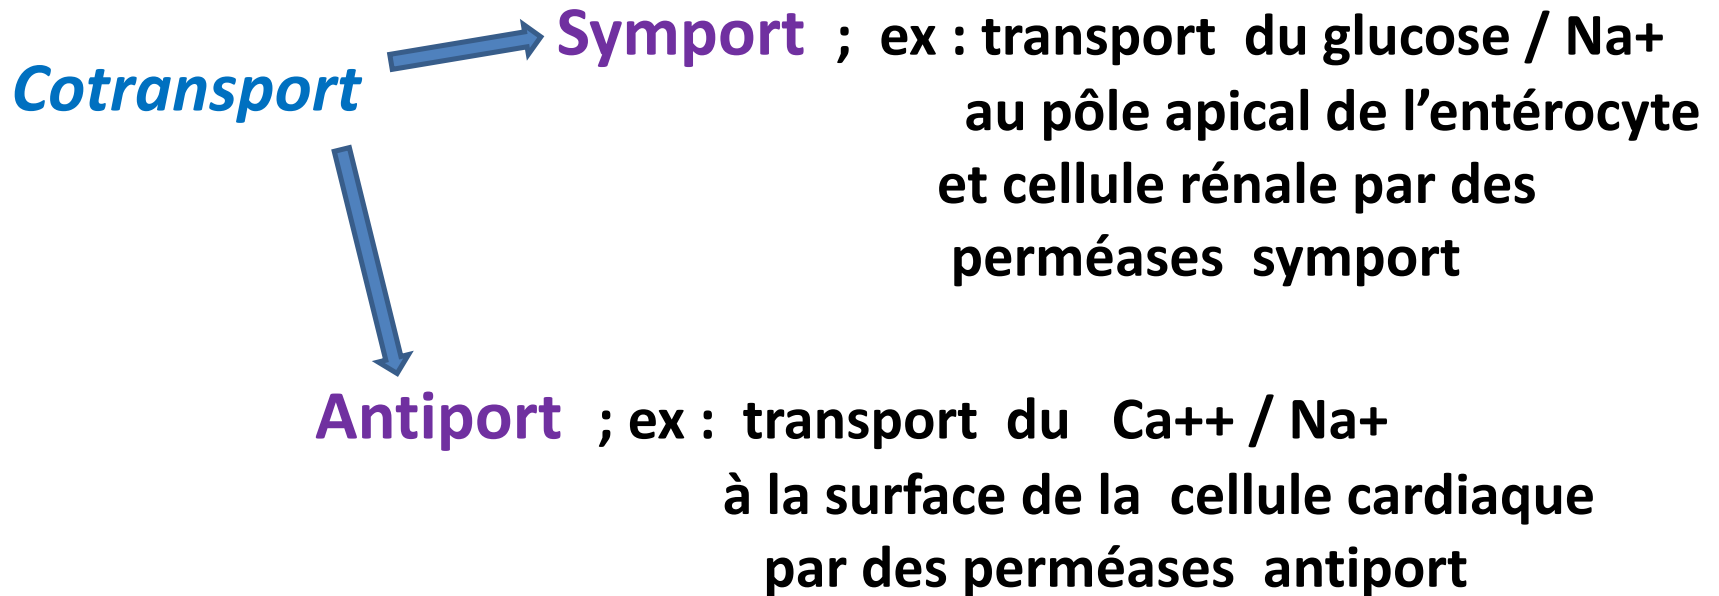 Symport ; ex : transport du glucose / Na+
Cotransport
au pôle apical de l’entérocyte
et cellule rénale par des
perméases symport
Antiport ; ex : transport du Ca++ / Na+
à la surface de la cellule cardiaque
par des perméases antiport